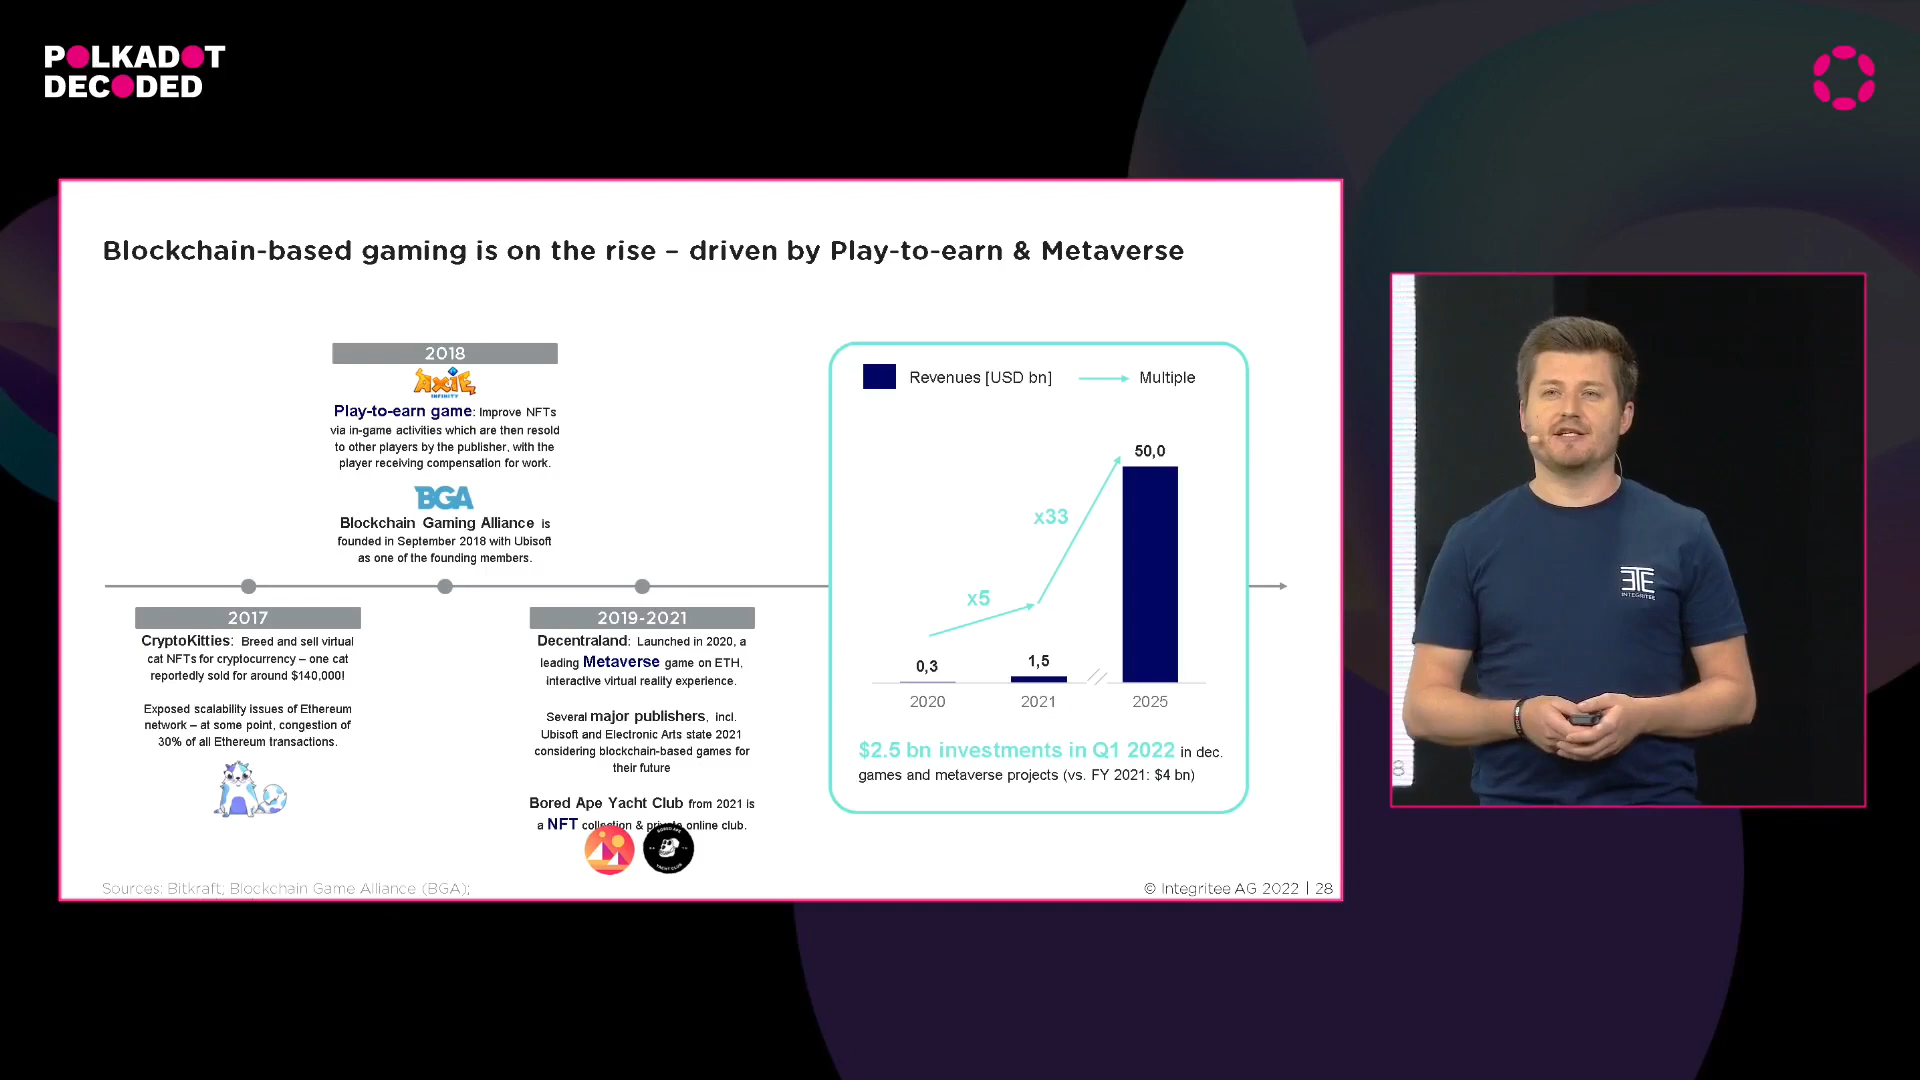 POLKADOT
DECODED
Blockchain-based gaming is on the rise – driven by Play-to-earn & Metaverse
2018
AXIE
INFINITY
Play-to-earn game: Improve NFTs
via in-game activities which are then resold
to other players by the publisher, with the
player receiving compensation for work.
BGA
Blockchain Gaming Alliance is
founded in September 2018 with Ubisoft
as one of the founding members.
2017
CryptoKitties: Breed and sell virtual
cat NFTs for cryptocurrency – one cat
reportedly sold for around $140,000!
Exposed scalability issues of Ethereum
network – at some point, congestion of
30% of all Ethereum transactions.
2019-2021
Decentraland: Launched in 2020, a
leading Metaverse game on ETH,
interactive virtual reality experience.
Several major publishers, incl.
Ubisoft and Electronic Arts state 2021
considering blockchain-based games for
their future
Bored Ape Yacht Club from 2021 is
a NFT collection & private online club.
BORED APE
YACHT CLUB
Revenues [USD bn]
Multiple
50,0
x33
x5
0,3
1,5
2020
2021
2025
$2.5 bn investments in Q1 2022 in dec.
games and metaverse projects (vs. FY 2021: $4 bn)
Sources: Bitkraft; Blockchain Game Alliance (BGA);
© Integritee AG 2022 | 28
INTEGRITEE
8